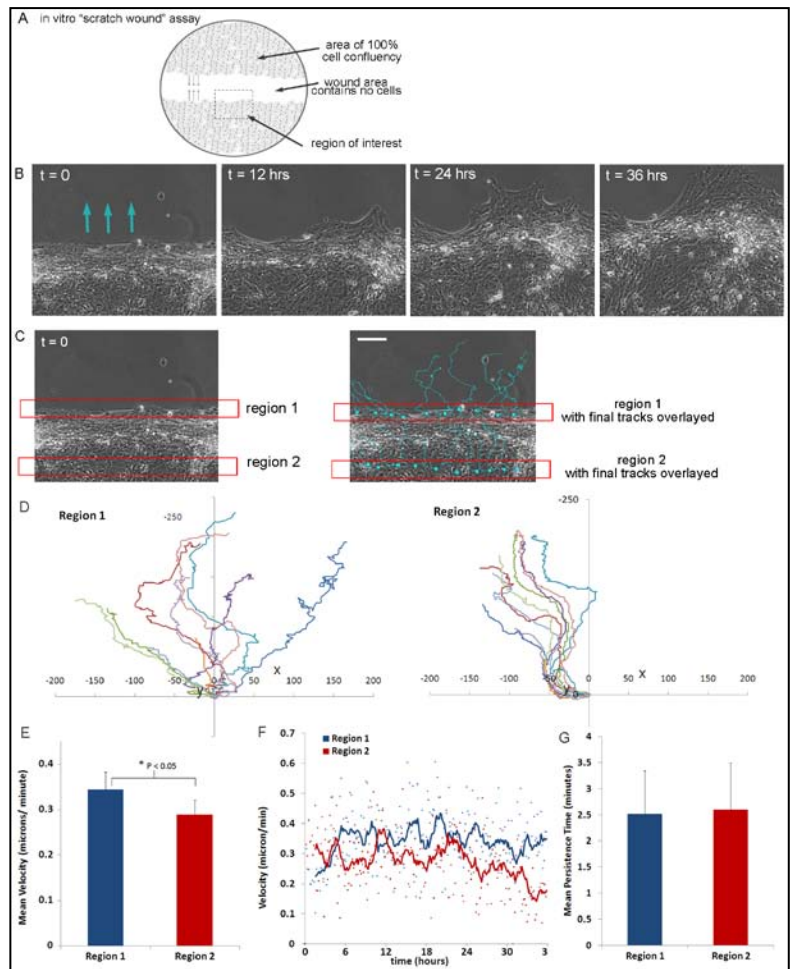 A in vitro "scratch wound" assay
area of 100%
cell confluency
wound area
contains no cells
region of interest
B
t = 0
t = 12 hrs
t = 24 hrs
t = 36 hrs
C
t = 0
region 1
region 2
region 1
with final tracks overlayed
region 2
with final tracks overlayed
D
Region 1
-250
x
y
-200 -150 -100 -50 0 50 100 150 200
Region 2
-250
x
y
-200 -150 -100 -50 0 50 100 150 200
E
Mean Velocity (microns/ minute)
0.4
0.3
0.2
0.1
0
* P < 0.05
Region 1 Region 2
F
Velocity (micron/min)
0.7
0.6
0.5
0.4
0.3
0.2
0.1
0
Region 1
Region 2
0 6 12 18 24 30 3
time (hours)
G
Mean Persistence Time (minutes)
4
3.5
3
2.5
2
1.5
1
0.5
0
Region 1 Region 2